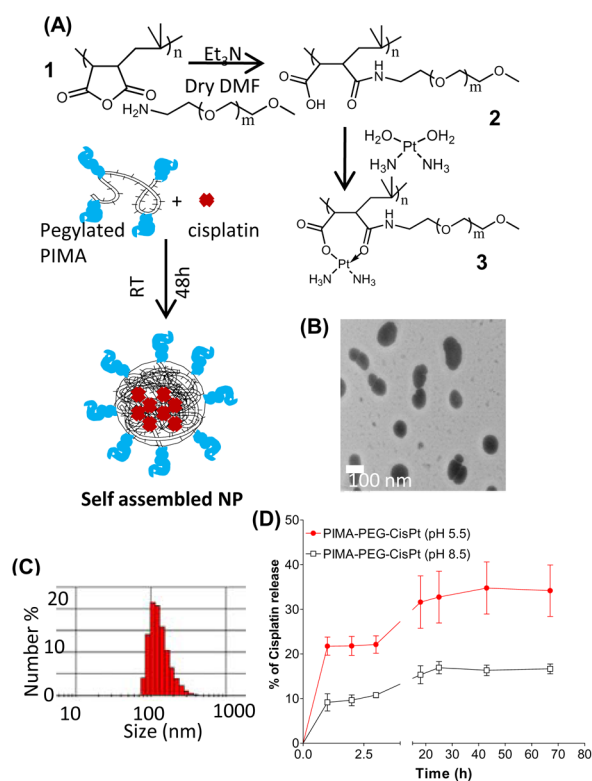 (A)
1
Et3N
Dry DMF
n
O
O
O
H2N
O
m
O
n
OH
O
O
H
N
O
m
O
2
H2O
OH2
Pt
H3N
NH3
Pegylated
PIMA
+
cisplatin
RT
48h
n
O
O
O
H
N
O
m
O
Pt
H3N
NH3
3
Self assembled NP
(B)
100 nm
(C)
Number %
20
10
0
10
100
1000
Size (nm)
(D)
% of Cisplatin release
50
40
30
20
10
0
PIMA-PEG-CisPt (pH 5.5)
PIMA-PEG-CisPt (pH 8.5)
0.0
2.5
20
30
40
50
60
70
80
Time (h)